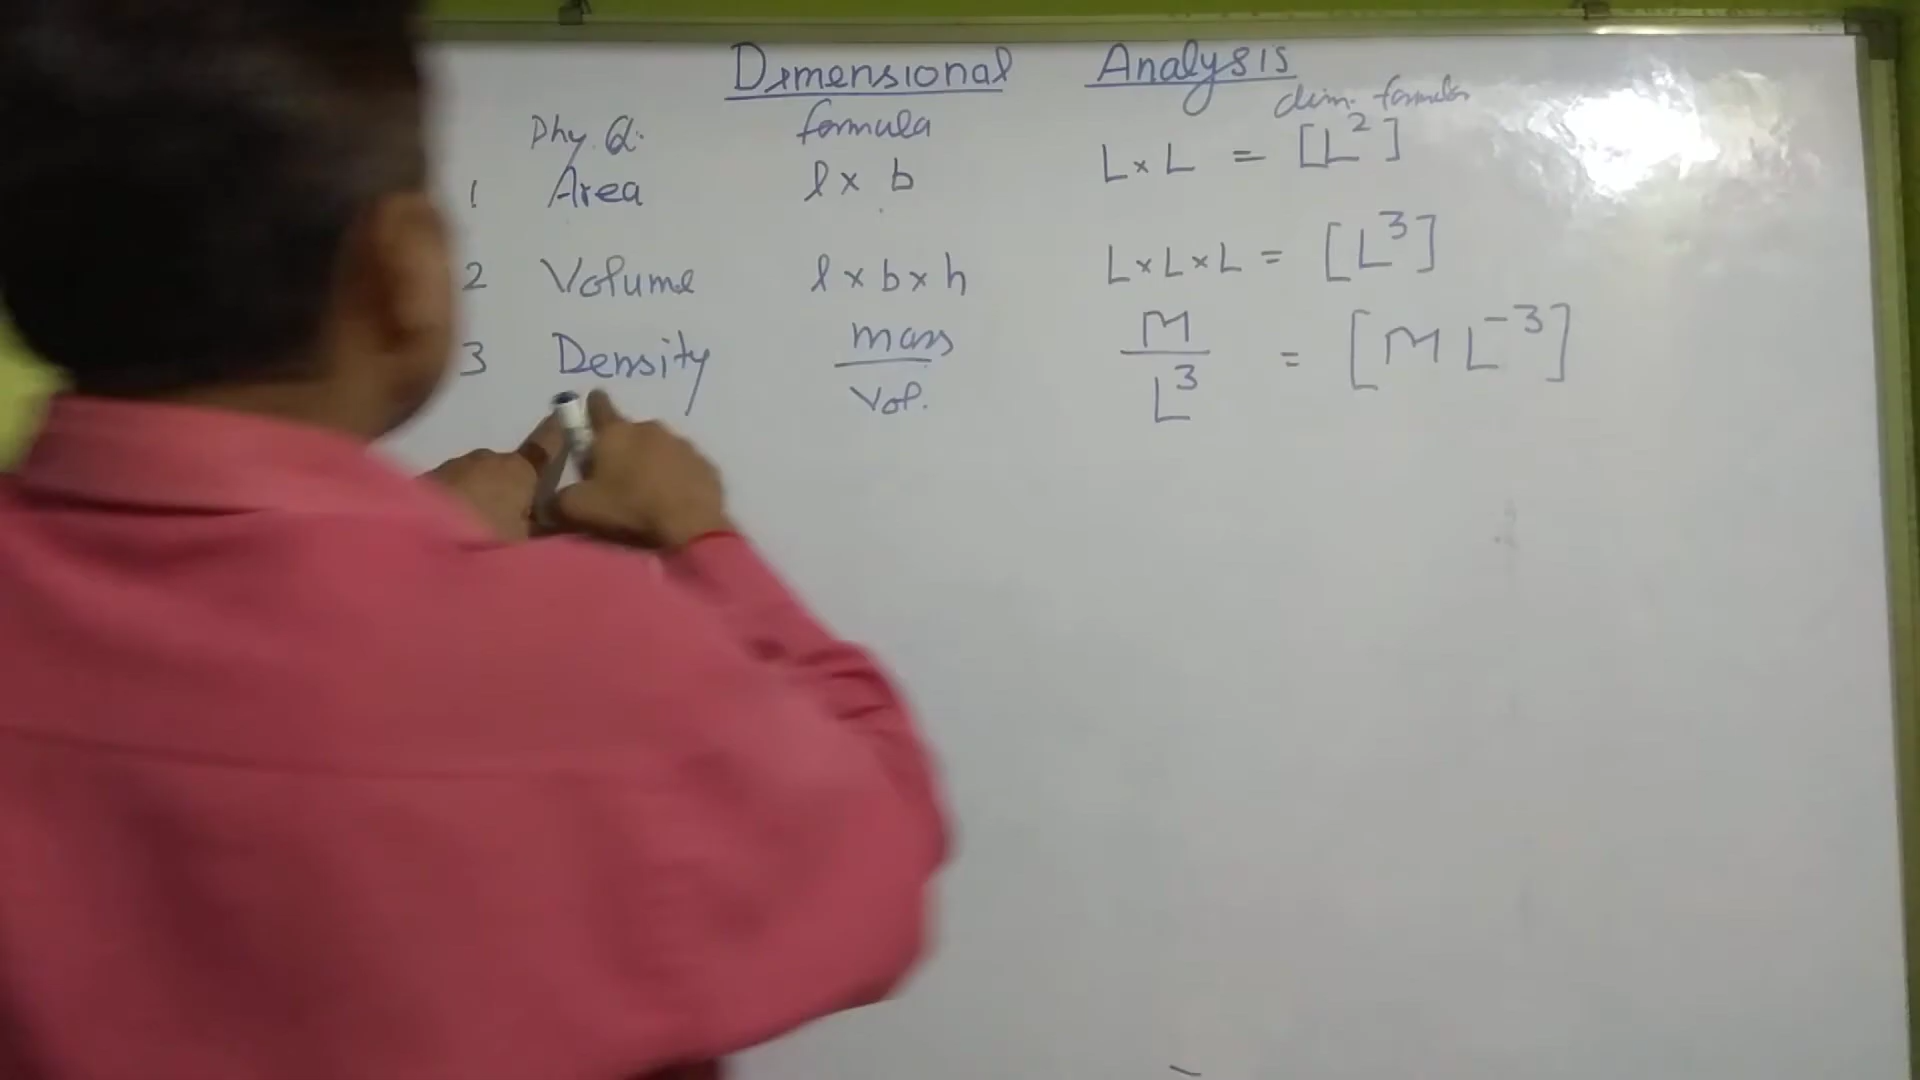 Dimensional Analysis
Phy. Q. formula dim. formula
1 Area l x b L x L = [L²]
2 Volume l x b x h L x L x L = [L³]
3 Density mass/Vol. M/L³ = [M L⁻³]